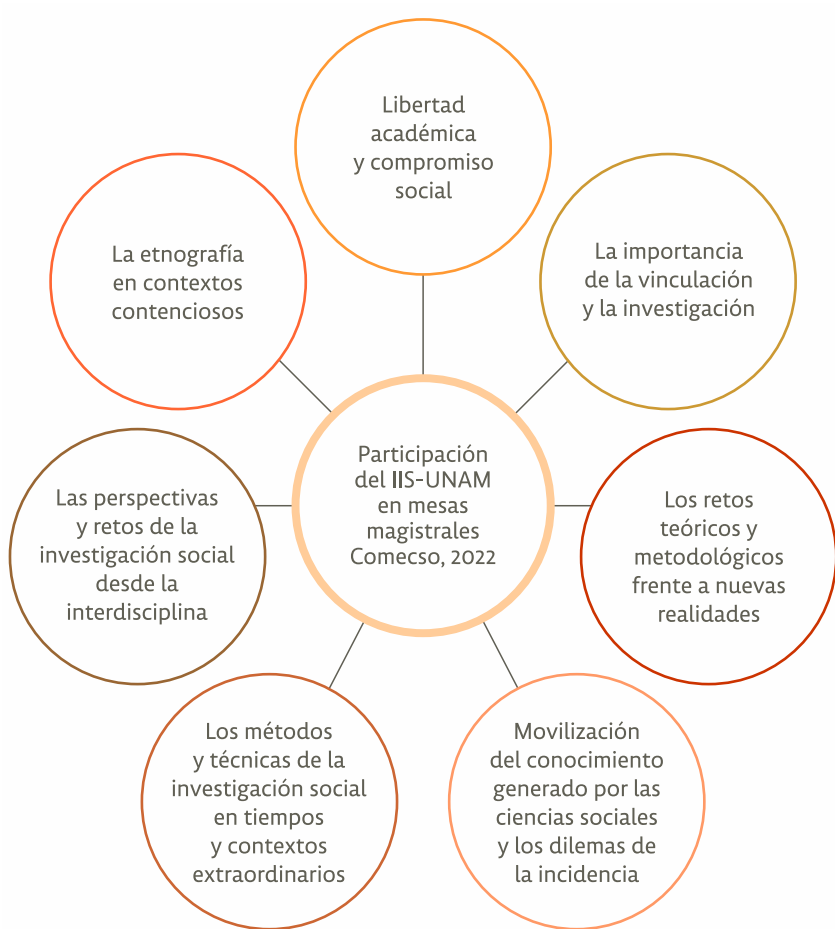 Libertad
académica
y compromiso
social
La importancia
de la vinculación
y la investigación
Los retos
teóricos y
metodológicos
frente a nuevas
realidades
Movilización
del conocimiento
generado por las
ciencias sociales
y los dilemas de
la incidencia
Los métodos
y técnicas de la
investigación social
en tiempos
y contextos
extraordinarios
Las perspectivas
y retos de la
investigación social
desde la
interdisciplina
La etnografía
en contextos
contenciosos
Participación
del IIS-UNAM
en mesas
magistrales
Comecso, 2022